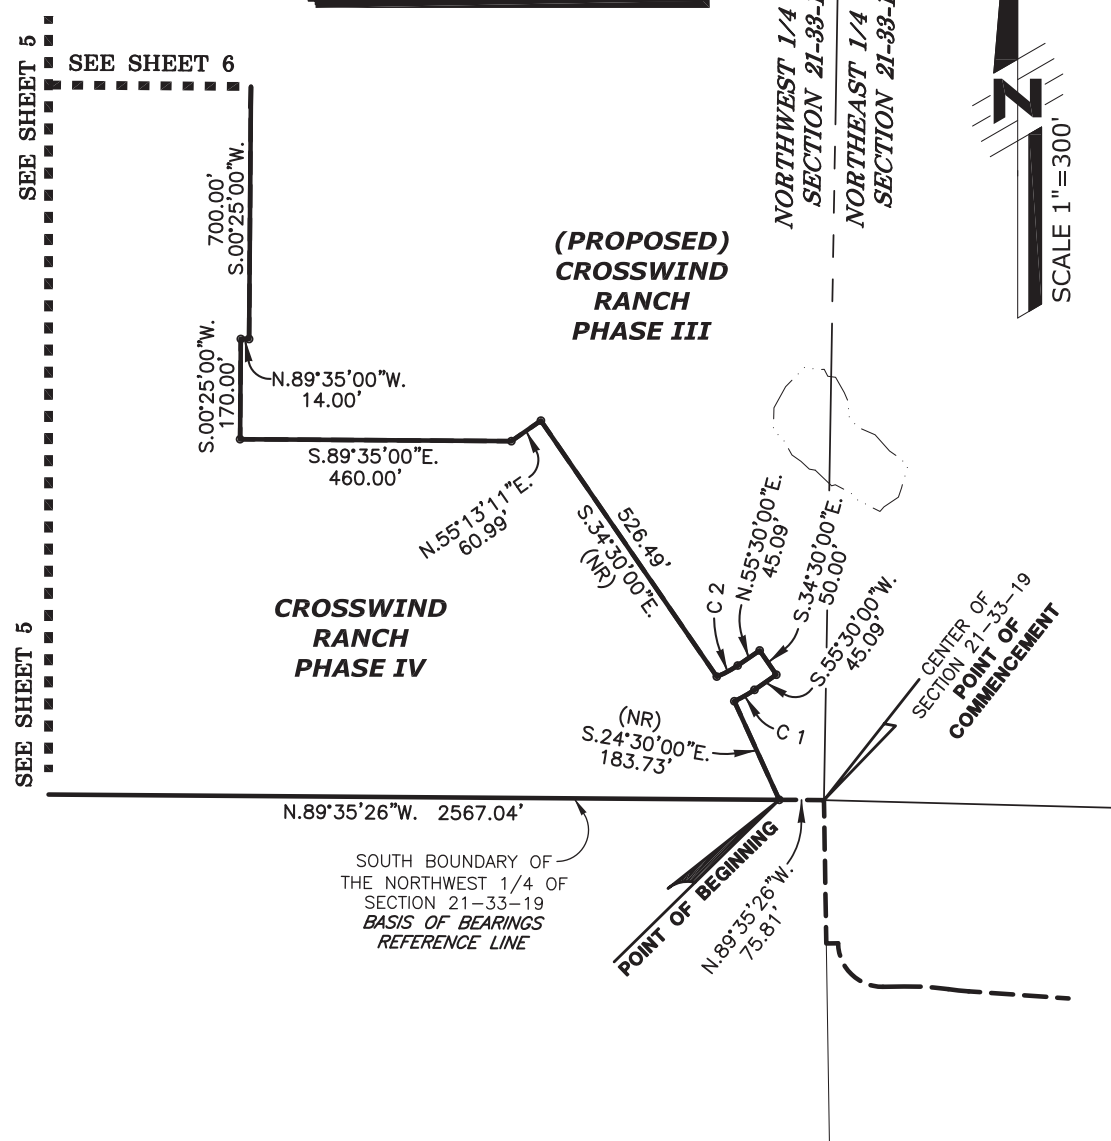 SEE SHEET 5
SEE SHEET 6
NORTHWEST 1/4
SECTION 21-33-
NORTHEAST 1/4
SECTION 21-33-
N
SCALE 1"=300'
700.00'
S.00°25'00"W.
(PROPOSED)
CROSSWIND
RANCH
PHASE III
S.00°25'00"W.
170.00'
N.89°35'00"W.
14.00'
S.89°35'00"E.
460.00'
N.55°13'11"E.
60.99'
526.49'
S.34°30'00"E.
(NR)
C 2
N.55°30'00"E.
45.09'
S.34°30'00"E.
50.00'
S.55°30'00"W.
45.09'
CENTER OF
SECTION 21-33-19
POINT OF
COMMENCEMENT
CROSSWIND
RANCH
PHASE IV
SEE SHEET 5
(NR)
S.24°30'00"E.
183.73'
C 1
N.89°35'26"W. 2567.04'
SOUTH BOUNDARY OF
THE NORTHWEST 1/4 OF
SECTION 21-33-19
BASIS OF BEARINGS
REFERENCE LINE
POINT OF BEGINNING
N.89°35'26"W.
75.81'